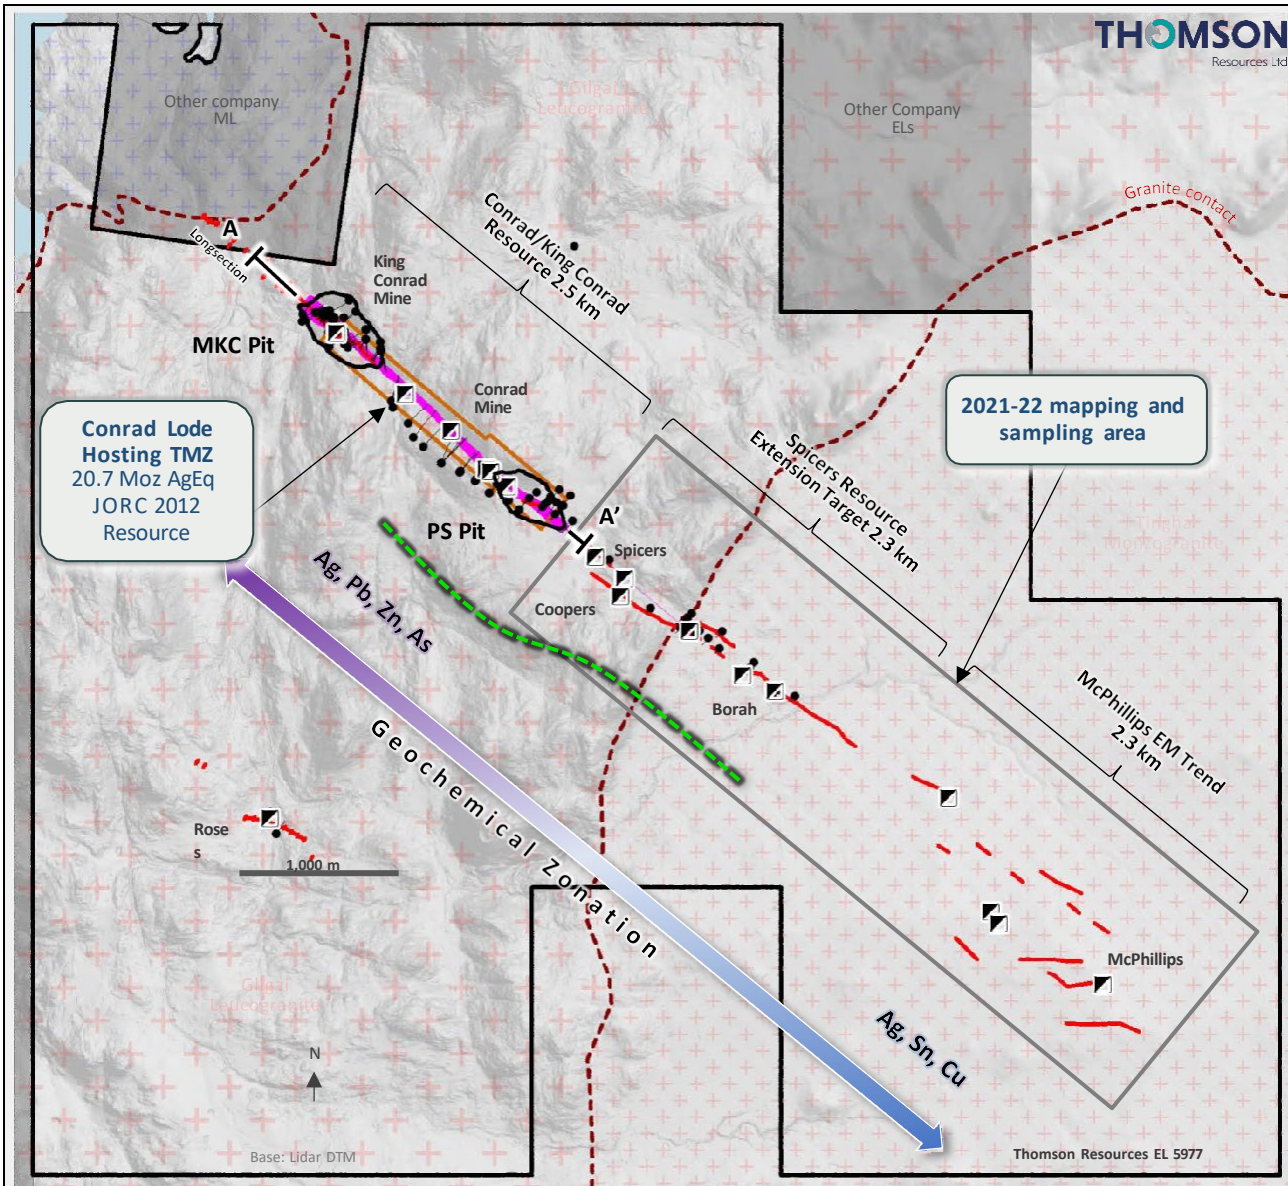 THOMSON
Resources Ltd
Other company
ML
Gilgai
Leucogranite
Other Company
ELs
Granite contact
A
Longsection
King
Conrad
Mine
Conrad/King Conrad
Resource 2.5 km
MKC Pit
Conrad
Mine
Conrad Lode
Hosting TMZ
20.7 Moz AgEq
JORC 2012
Resource
2021-22 mapping and
sampling area
Spicers Resource
Extension Target 2.3 km
A'
PS Pit
Spicers
Coopers
Ag, Pb, Zn, As
Borah
McPhillips EM Trend
2.3 km
Geochemical Zonation
Rose
s
1,000 m
McPhillips
Gilgai
Leucogranite
Ag, Sn, Cu
N
Base: Lidar DTM
Thomson Resources EL 5977